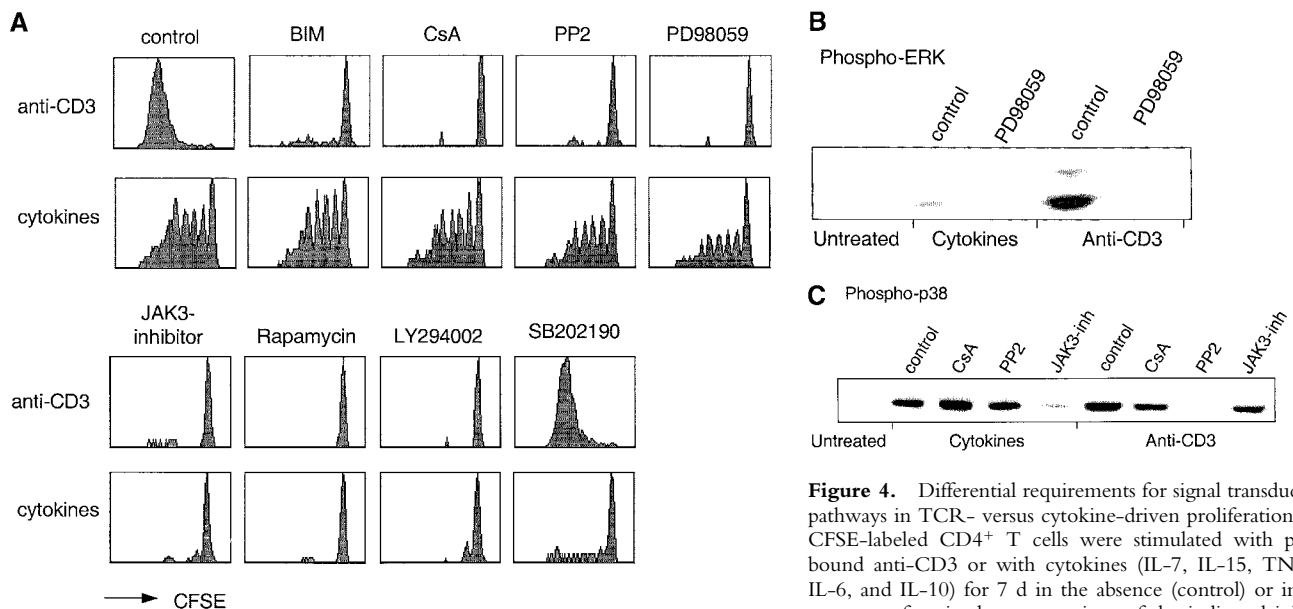 A
control BIM CsA PP2 PD98059
anti-CD3
cytokines
JAK3-
inhibitor Rapamycin LY294002 SB202190
anti-CD3
cytokines
CFSE
B
Phospho-ERK
control PD98059 control PD98059
Untreated Cytokines Anti-CD3
C Phospho-p38
control CsA PP2 JAK3-inh control CsA PP2 JAK3-inh
Untreated Cytokines Anti-CD3
Figure 4. Differential requirements for signal transduc
pathways in TCR- versus cytokine-driven proliferation
CFSE-labeled CD4+ T cells were stimulated with p
bound anti-CD3 or with cytokines (IL-7, IL-15, TN
IL-6, and IL-10) for 7 d in the absence (control) or in